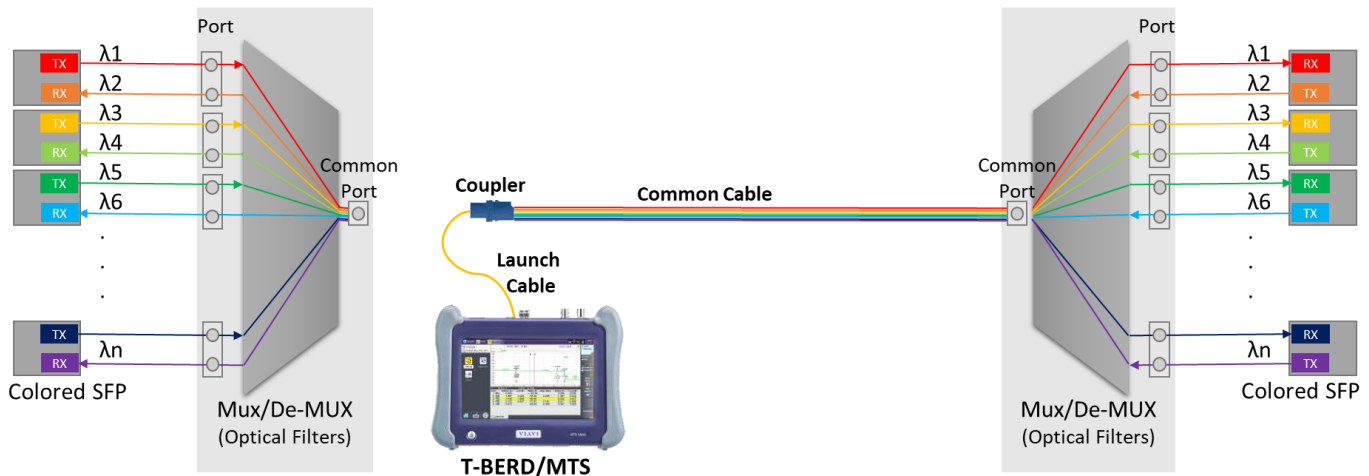 Port
TX
λ1
RX
λ2
TX
λ3
RX
λ4
TX
λ5
RX
λ6
.
.
.
.
TX
RX
λn
Colored SFP
Mux/De-MUX
(Optical Filters)
Common
Port
Coupler
Common Cable
Launch
Cable
VIAVI
T-BERD/MTS
Common
Port
Port
λ1
RX
λ2
TX
λ3
RX
λ4
TX
λ5
RX
λ6
TX
.
.
.
.
RX
λn
TX
Colored SFP
Mux/De-MUX
(Optical Filters)